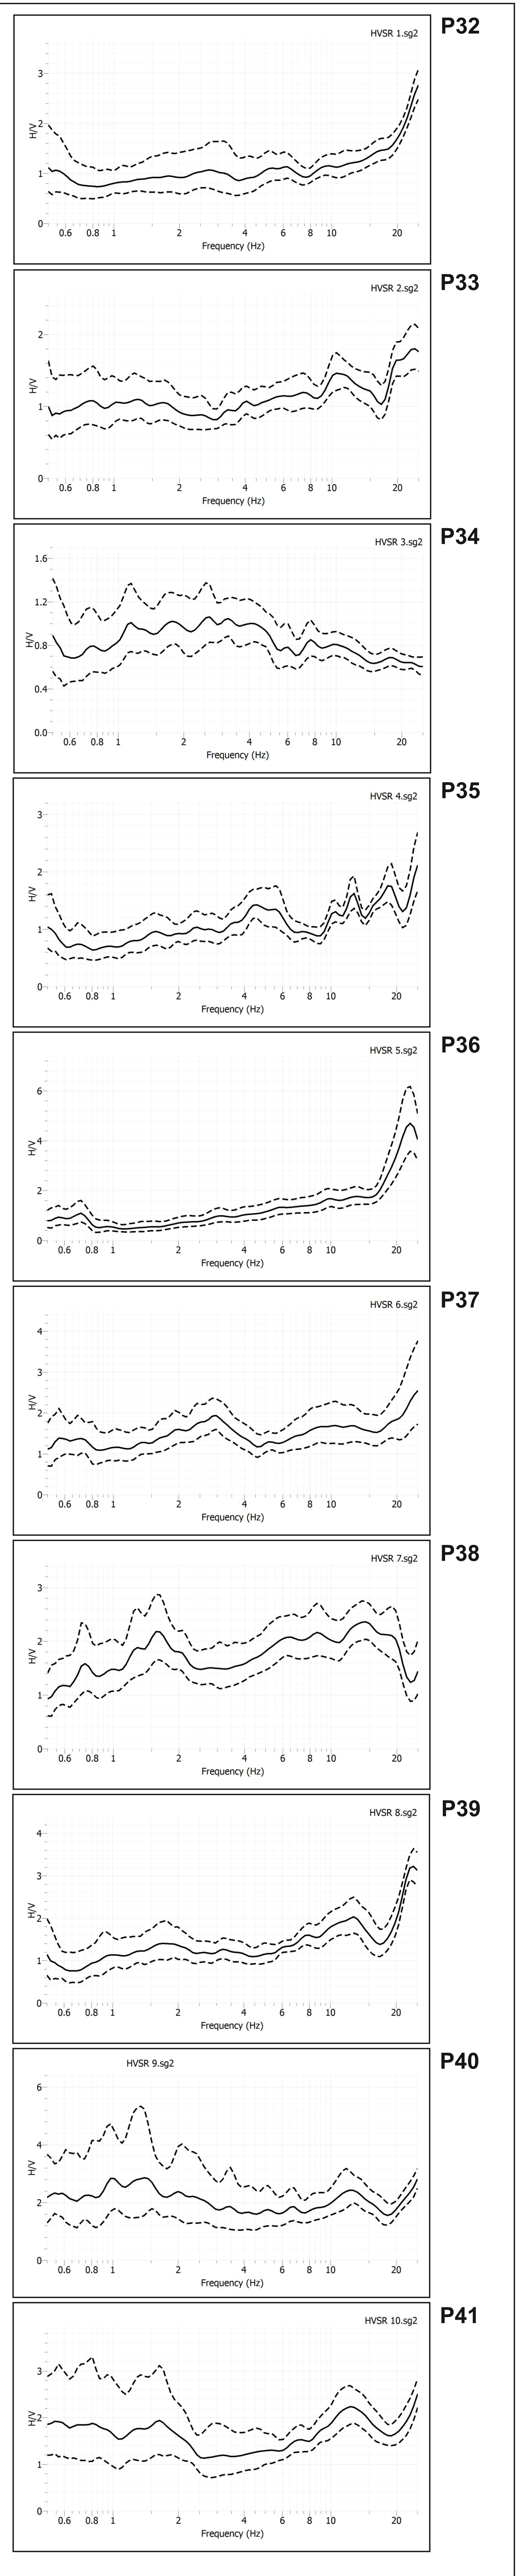 HVSR 1.sg2 P32
3
2
H/V
1
0
0.6 0.8 1 2 4 6 8 10 20
Frequency (Hz)
HVSR 2.sg2 P33
2
H/V
1
0
0.6 0.8 1 2 4 6 8 10 20
Frequency (Hz)
HVSR 3.sg2 P34
1.6
1.2
H/V
0.8
0.4
0.0
0.6 0.8 1 2 4 6 8 10 20
Frequency (Hz)
HVSR 4.sg2 P35
3
2
H/V
1
0
0.6 0.8 1 2 4 6 8 10 20
Frequency (Hz)
HVSR 5.sg2 P36
6
4
H/V
2
0
0.6 0.8 1 2 4 6 8 10 20
Frequency (Hz)
HVSR 6.sg2 P37
4
3
H/V
2
1
0
0.6 0.8 1 2 4 6 8 10 20
Frequency (Hz)
HVSR 7.sg2 P38
3
2
H/V
1
0
0.6 0.8 1 2 4 6 8 10 20
Frequency (Hz)
HVSR 8.sg2 P39
4
3
H/V
2
1
0
0.6 0.8 1 2 4 6 8 10 20
Frequency (Hz)
HVSR 9.sg2 P40
6
4
H/V
2
0
0.6 0.8 1 2 4 6 8 10 20
Frequency (Hz)
HVSR 10.sg2 P41
3
2
H/V
1
0
0.6 0.8 1 2 4 6 8 10 20
Frequency (Hz)